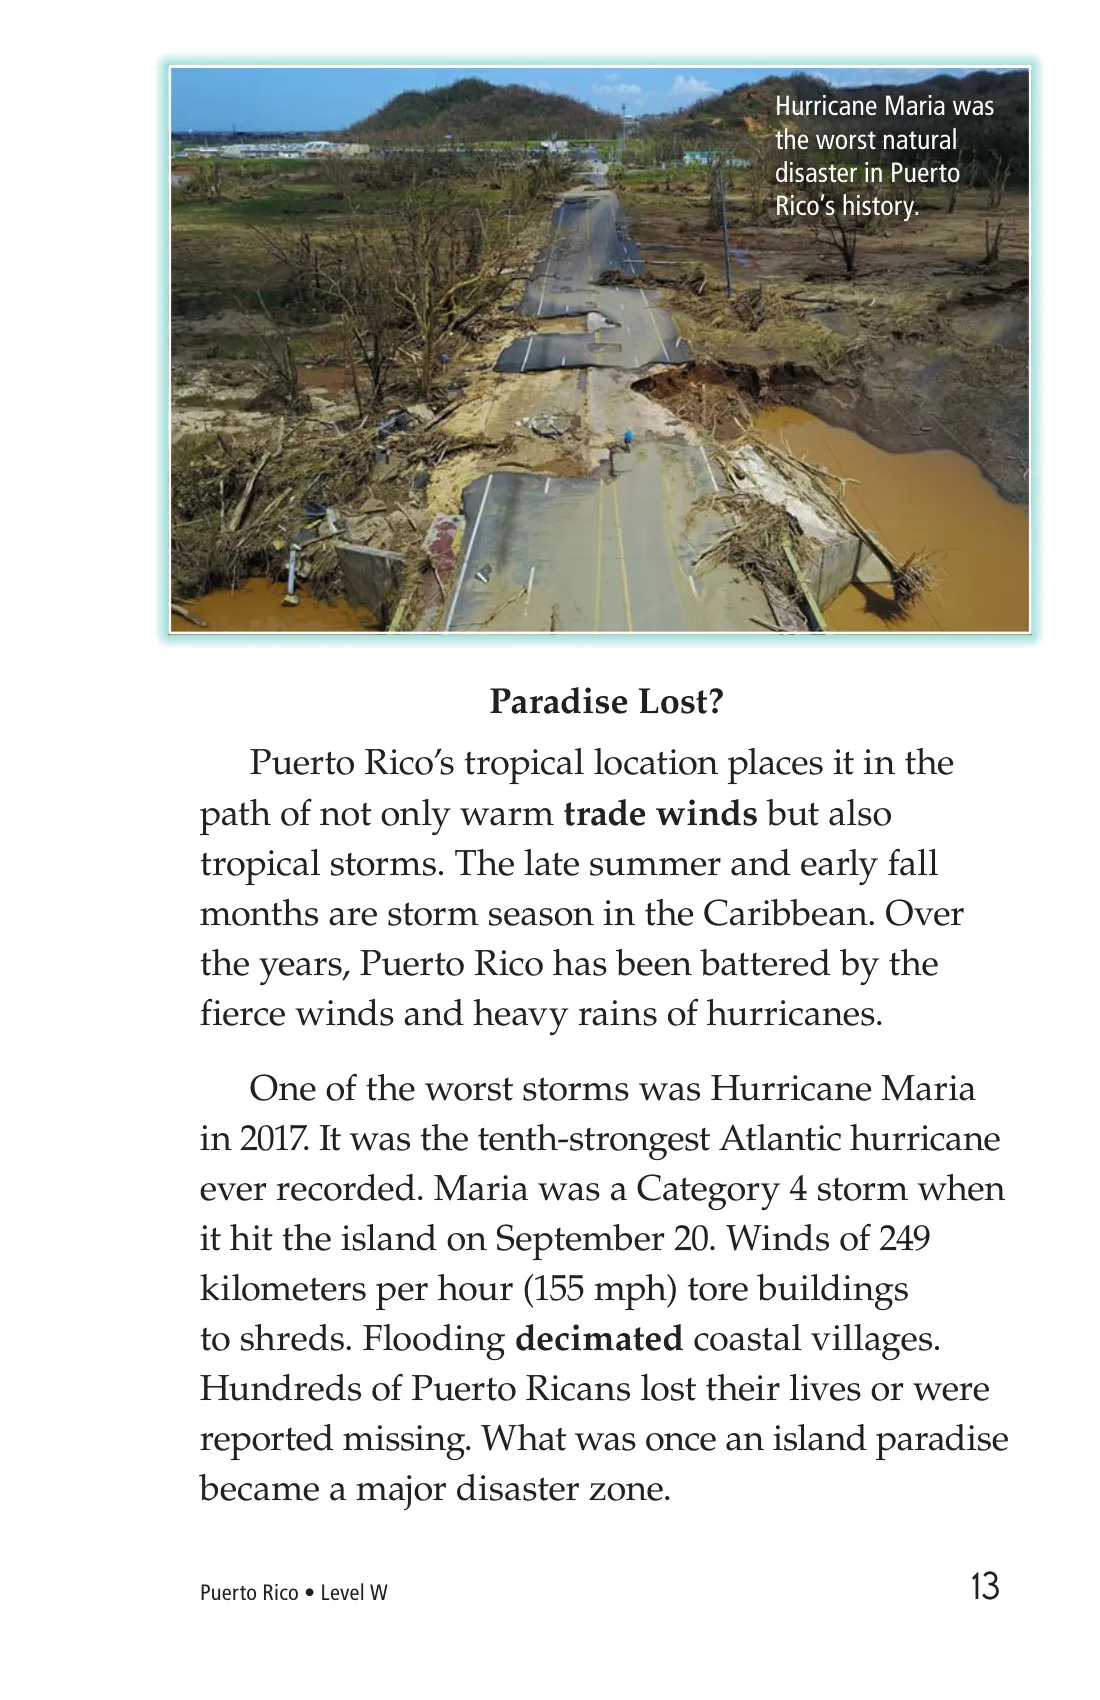 Hurricane Maria was
the worst natural
disaster in Puerto
Rico’s history.
Paradise Lost?
Puerto Rico’s tropical location places it in the
path of not only warm trade winds but also
tropical storms. The late summer and early fall
months are storm season in the Caribbean. Over
the years, Puerto Rico has been battered by the
fierce winds and heavy rains of hurricanes.
One of the worst storms was Hurricane Maria
in 2017. It was the tenth-strongest Atlantic hurricane
ever recorded. Maria was a Category 4 storm when
it hit the island on September 20. Winds of 249
kilometers per hour (155 mph) tore buildings
to shreds. Flooding decimated coastal villages.
Hundreds of Puerto Ricans lost their lives or were
reported missing. What was once an island paradise
became a major disaster zone.
Puerto Rico • Level W
13